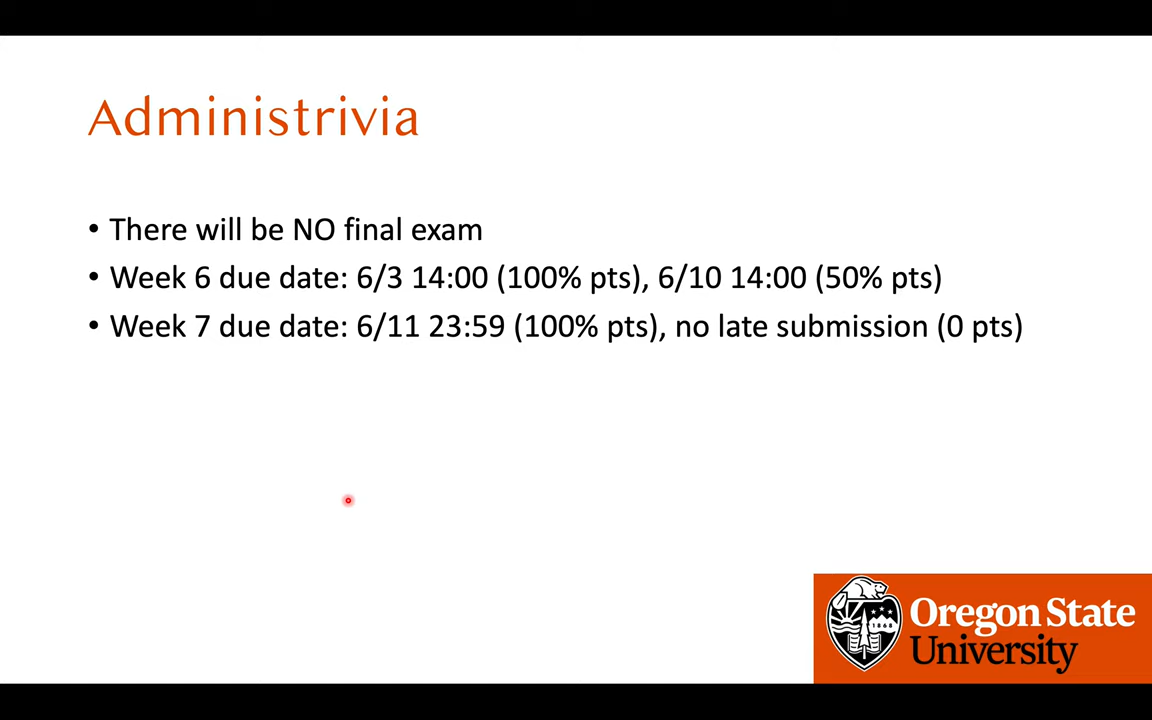 Administrivia
• There will be NO final exam
• Week 6 due date: 6/3 14:00 (100% pts), 6/10 14:00 (50% pts)
• Week 7 due date: 6/11 23:59 (100% pts), no late submission (0 pts)
Oregon State
University